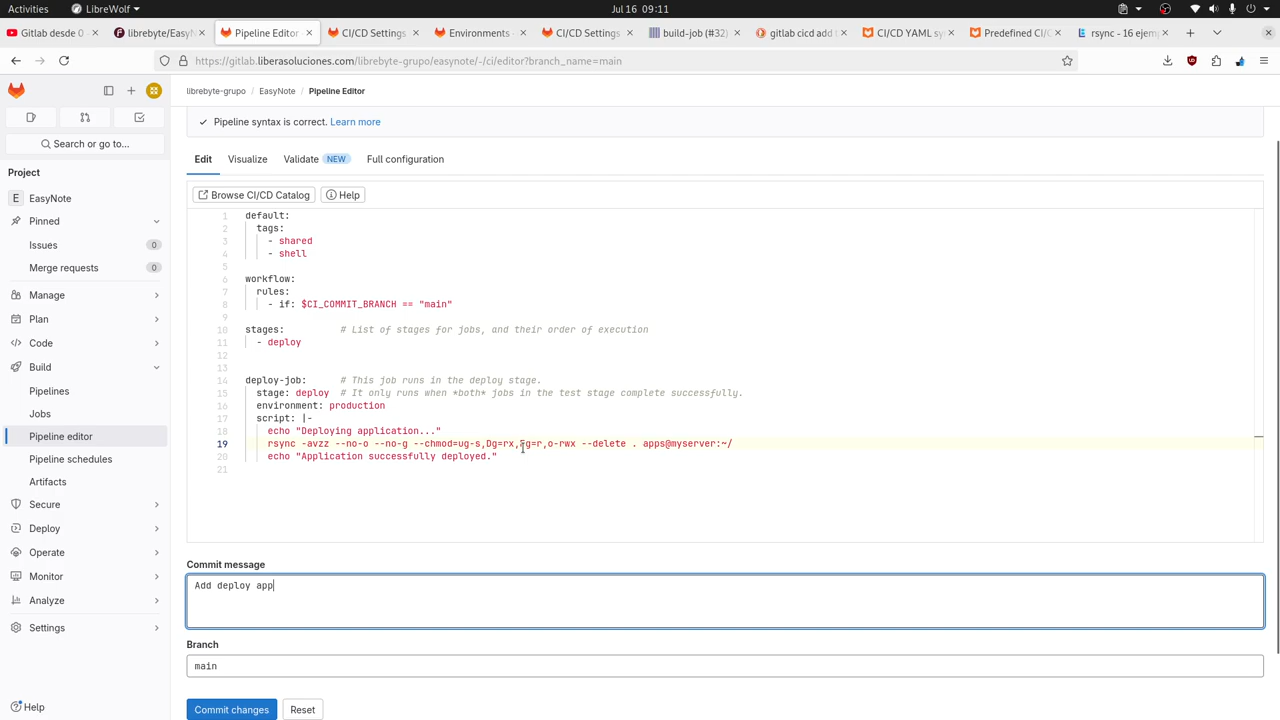 Activities LibreWolf Jul 16 09:11
Gitlab desde 0 librebyte/EasyN Pipeline Editor CI/CD Settings Environments CI/CD Settings build-job (#32) gitlab cicd add CI/CD YAML sy Predefined CI/C rsync - 16 ejem
https://gitlab.liberasoluciones.com/librebyte-grupo/easynote/-/ci/editor?branch_name=main
librebyte-grupo EasyNote Pipeline Editor
Search or go to...
Project
E EasyNote
Pinned
Issues 0
Merge requests 0
Manage
Plan
Code
Build
Pipelines
Jobs
Pipeline editor
Pipeline schedules
Artifacts
Secure
Deploy
Operate
Monitor
Analyze
Settings
Help
Pipeline syntax is correct. Learn more
Edit Visualize Validate NEW Full configuration
Browse CI/CD Catalog Help
1 default:
2 tags:
3 - shared
4 - shell
5
6 workflow:
7 rules:
8 - if: $CI_COMMIT_BRANCH == "main"
9
10 stages: # List of stages for jobs, and their order of execution
11 - deploy
12
13
14 deploy-job: # This job runs in the deploy stage.
15 stage: deploy # It only runs when *both* jobs in the test stage complete successfully.
16 environment: production
17 script: |-
18 echo "Deploying application..."
19 rsync -avzz --no-o --no-g --chmod=ug-s,Dg=rx,Fg=r,o-rwx --delete . apps@myserver:~/
20 echo "Application successfully deployed."
21
Commit message
Add deploy app
Branch
main
Commit changes Reset